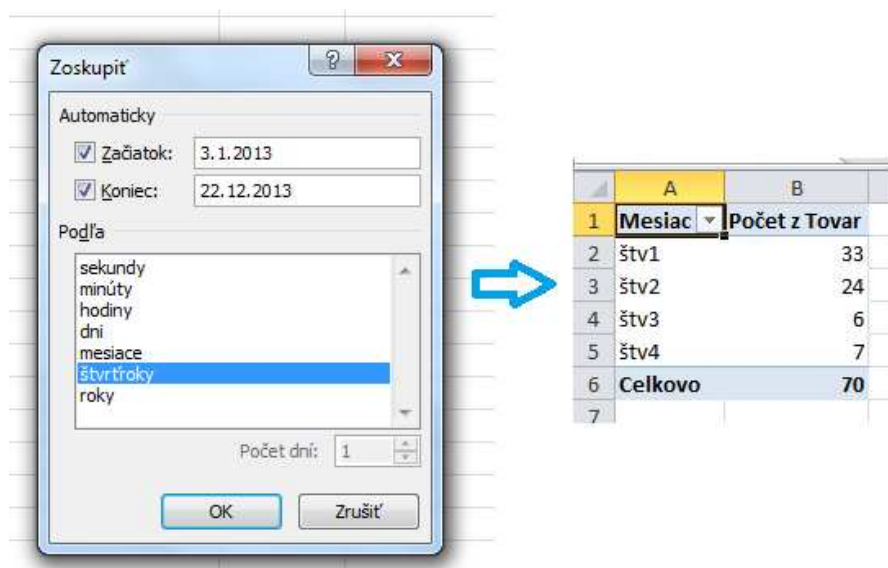 Zoskupiť
Automaticky
Začiatok: 3.1.2013
Koniec: 22.12.2013
Podľa
sekundy
minúty
hodiny
dni
mesiace
štvrťroky
roky
Počet dní: 1
OK Zrušiť
A B
1 Mesiac Počet z Tovar
2 štv1 33
3 štv2 24
4 štv3 6
5 štv4 7
6 Celkovo 70
7